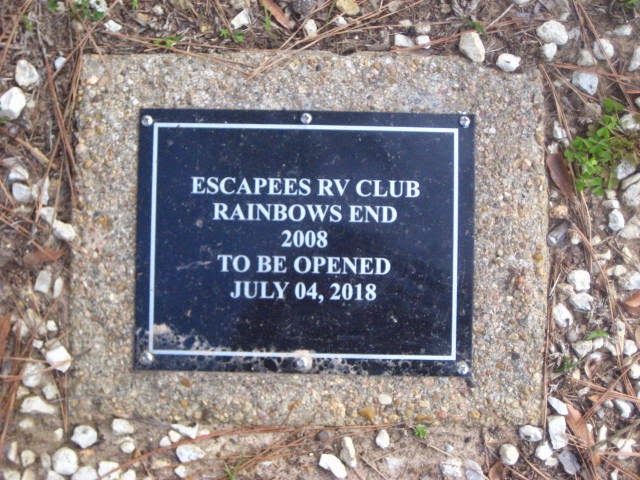 ESCAPEES RV CLUB
RAINBOWS END
2008
TO BE OPENED
JULY 04, 2018